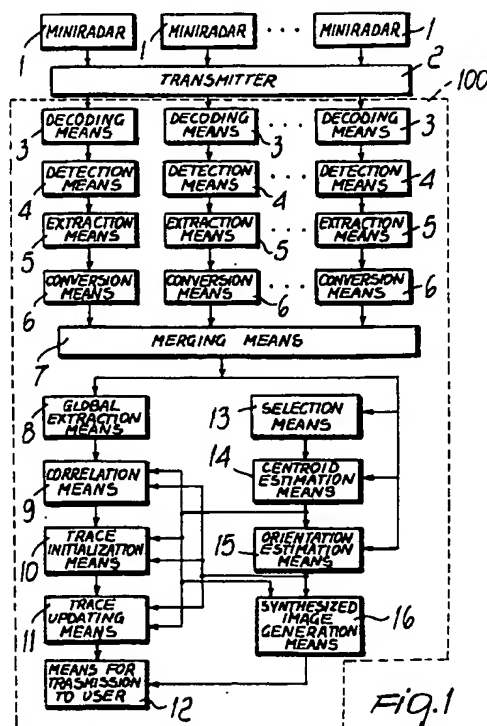 MINIRADAR MINIRADAR ... MINIRADAR 1
1 1
TRANSMITTER 2
100
DECODING MEANS DECODING MEANS ... DECODING MEANS
3 3 3
DETECTION MEANS DETECTION MEANS ... DETECTION MEANS
4 4 4
EXTRACTION MEANS EXTRACTION MEANS ... EXTRACTION MEANS
5 5 5
CONVERSION MEANS CONVERSION MEANS ... CONVERSION MEANS
6 6 6
MERGING MEANS
7
8 GLOBAL EXTRACTION MEANS
13 SELECTION MEANS
CORRELATION MEANS
9
14 CENTROID ESTIMATION MEANS
10 TRACE INITIALIZATION MEANS
15 ORIENTATION ESTIMATION MEANS
11 TRACE UPDATING MEANS
SYNTHESIZED IMAGE GENERATION MEANS 16
MEANS FOR TRASMISSION TO USER 12
Fig.1